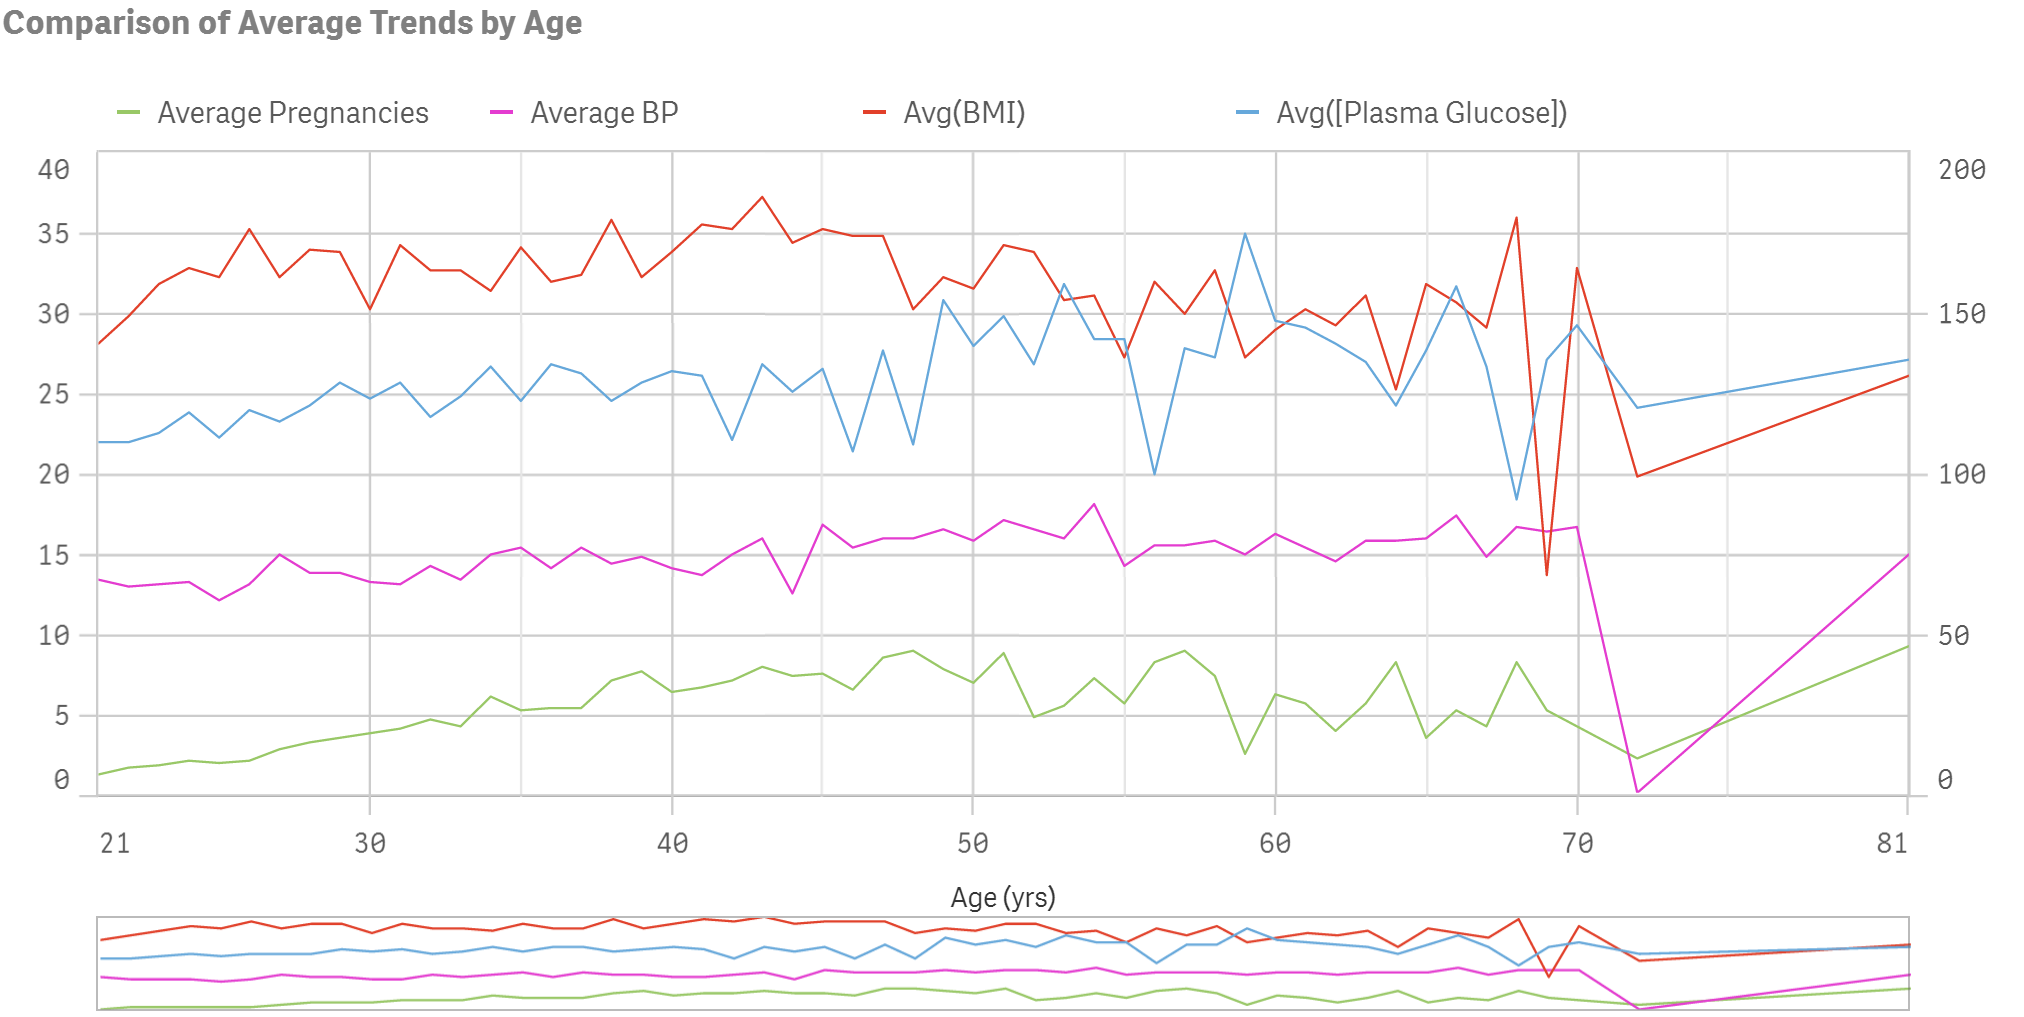 Comparison of Average Trends by Age
Average Pregnancies Average BP Avg(BMI) Avg([Plasma Glucose])
40 200
35
30 150
25
20 100
15
10 50
5
0 0
21 30 40 50 60 70 81
Age (yrs)